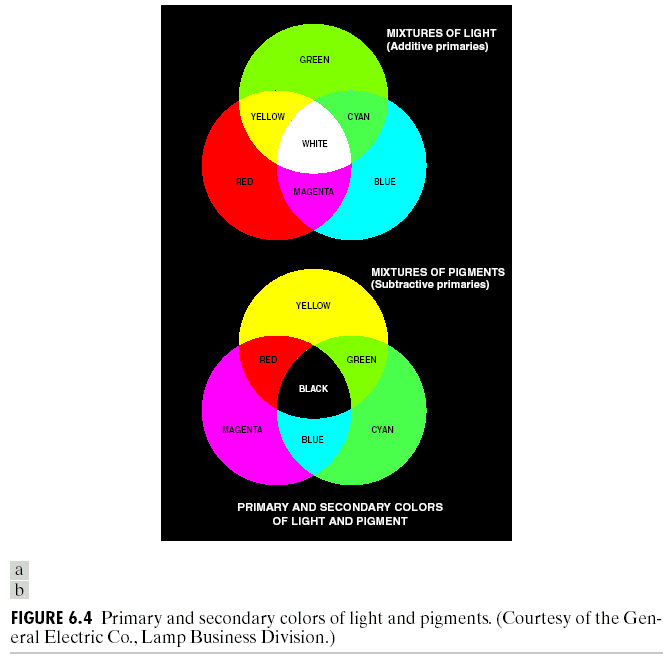 MIXTURES OF LIGHT
(Additive primaries)
GREEN
YELLOW
CYAN
WHITE
RED
BLUE
MAGENTA
MIXTURES OF PIGMENTS
(Subtractive primaries)
YELLOW
RED
GREEN
BLACK
MAGENTA
CYAN
BLUE
PRIMARY AND SECONDARY COLORS
OF LIGHT AND PIGMENT
a
b
FIGURE 6.4 Primary and secondary colors of light and pigments. (Courtesy of the Gen-
eral Electric Co., Lamp Business Division.)